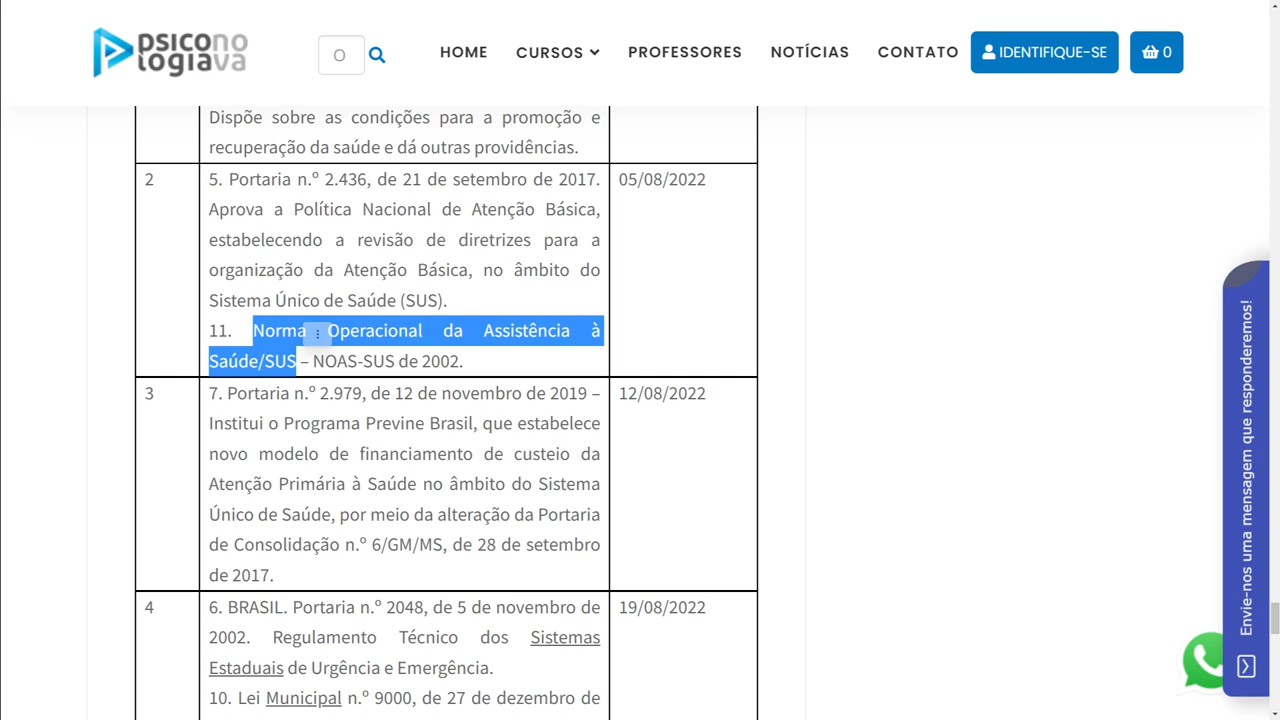 psicono
logiava
O
HOME
CURSOS
PROFESSORES
NOTÍCIAS
CONTATO
IDENTIFIQUE-SE
0
Dispõe sobre as condições para a promoção e
recuperação da saúde e dá outras providências.
2
5. Portaria n.º 2.436, de 21 de setembro de 2017.
Aprova a Política Nacional de Atenção Básica,
estabelecendo a revisão de diretrizes para a
organização da Atenção Básica, no âmbito do
Sistema Único de Saúde (SUS).
11. Norma Operacional da Assistência à
Saúde/SUS – NOAS-SUS de 2002.
05/08/2022
3
7. Portaria n.º 2.979, de 12 de novembro de 2019 –
Institui o Programa Previne Brasil, que estabelece
novo modelo de financiamento de custeio da
Atenção Primária à Saúde no âmbito do Sistema
Único de Saúde, por meio da alteração da Portaria
de Consolidação n.º 6/GM/MS, de 28 de setembro
de 2017.
12/08/2022
4
6. BRASIL. Portaria n.º 2048, de 5 de novembro de
2002. Regulamento Técnico dos Sistemas
Estaduais de Urgência e Emergência.
10. Lei Municipal n.º 9000, de 27 de dezembro de
19/08/2022
Envie-nos uma mensagem que responderemos!